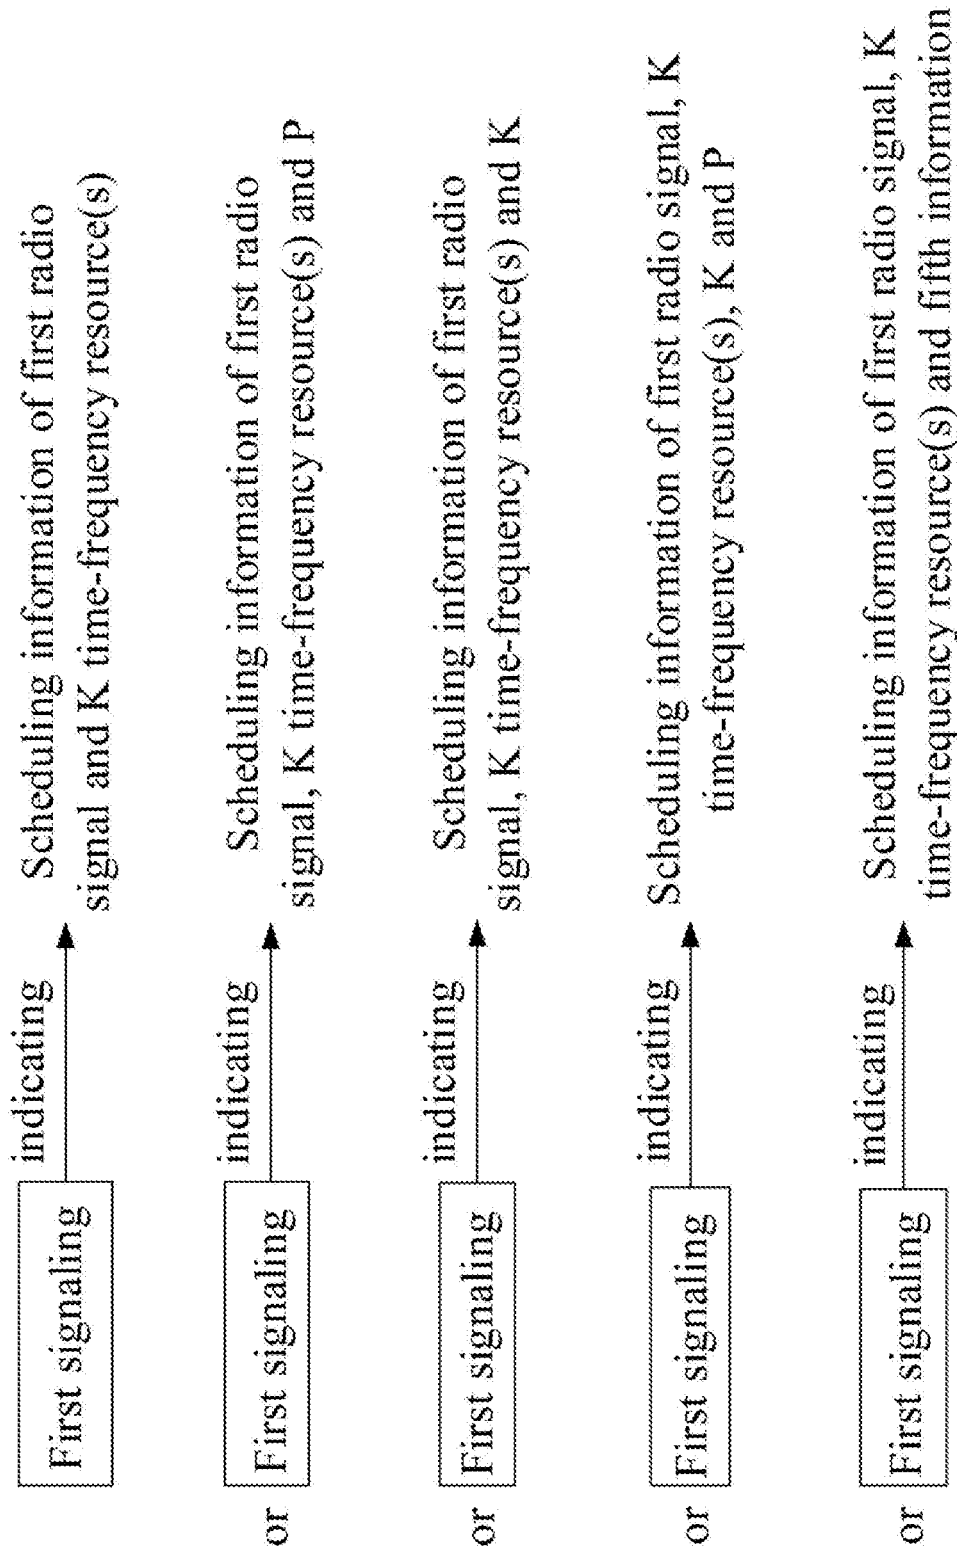 indicating
First signaling
Scheduling information of first radio
signal and K time-frequency resource(s)
indicating
or
First signaling
Scheduling information of first radio
signal, K time-frequency resource(s) and P
indicating
or
First signaling
Scheduling information of first radio
signal, K time-frequency resource(s) and K
indicating
or
First signaling
Scheduling information of first radio signal, K
time-frequency resource(s), K and P
indicating
or
First signaling
Scheduling information of first radio signal, K
time-frequency resource(s) and fifth information